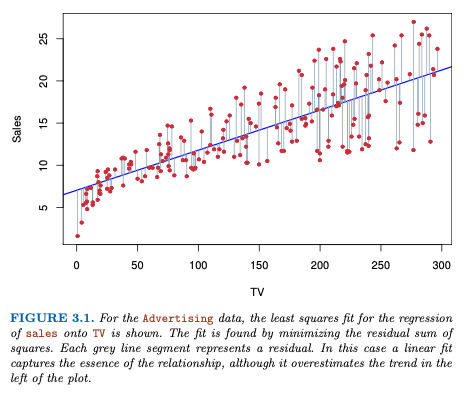 Sales
5
10
15
20
25
0
50
100
150
200
250
300
TV
FIGURE 3.1. For the Advertising data, the least squares fit for the regression
of sales onto TV is shown. The fit is found by minimizing the residual sum of
squares. Each grey line segment represents a residual. In this case a linear fit
captures the essence of the relationship, although it overestimates the trend in the
left of the plot.